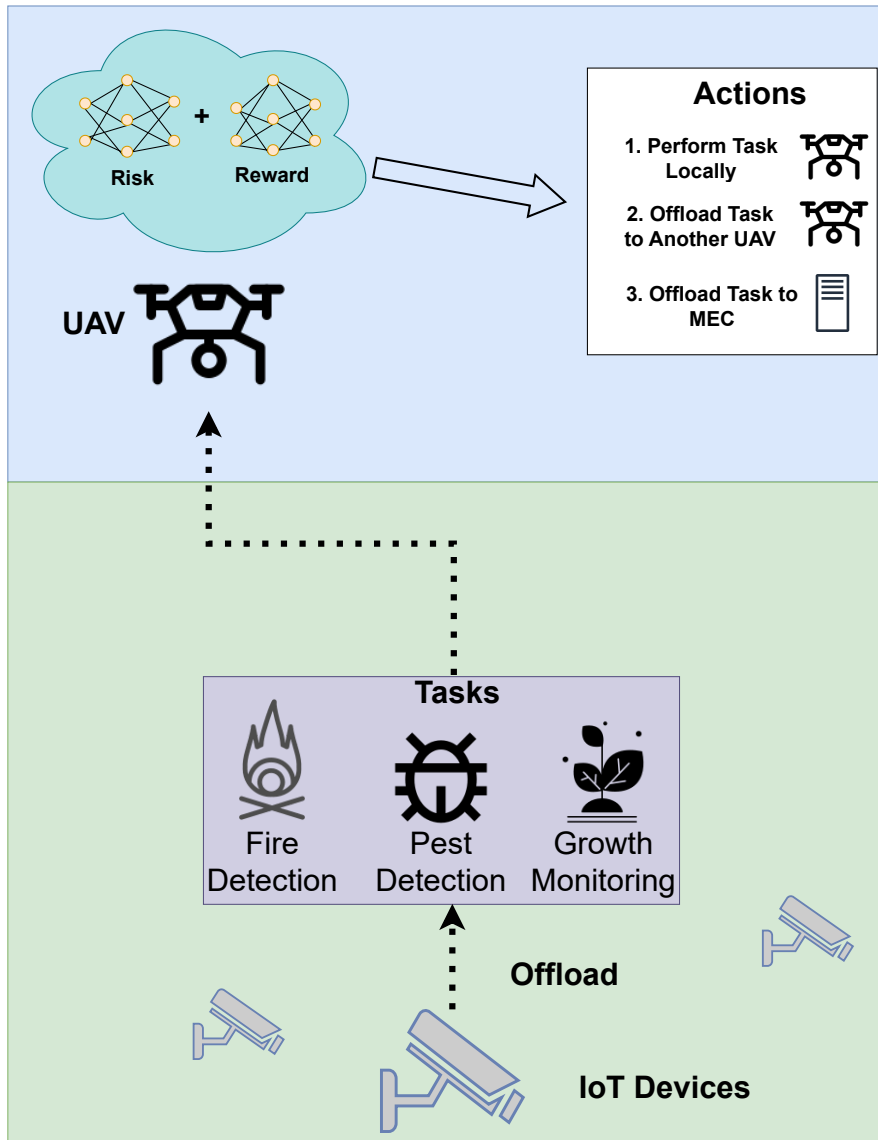 Risk
+
Reward
Actions
1. Perform Task
Locally
2. Offload Task
to Another UAV
3. Offload Task to
MEC
UAV
Tasks
Fire
Detection
Pest
Detection
Growth
Monitoring
Offload
IoT Devices